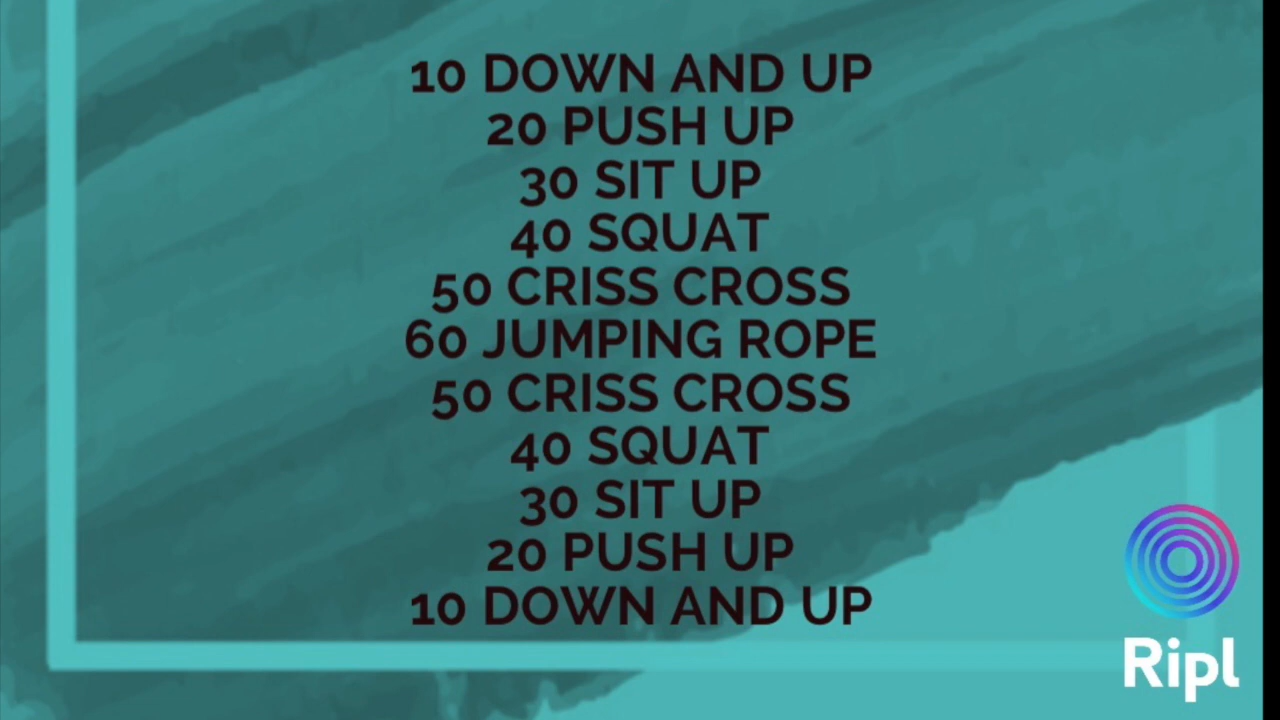 10 DOWN AND UP
20 PUSH UP
30 SIT UP
40 SQUAT
50 CRISS CROSS
60 JUMPING ROPE
50 CRISS CROSS
40 SQUAT
30 SIT UP
20 PUSH UP
10 DOWN AND UP
Ripl